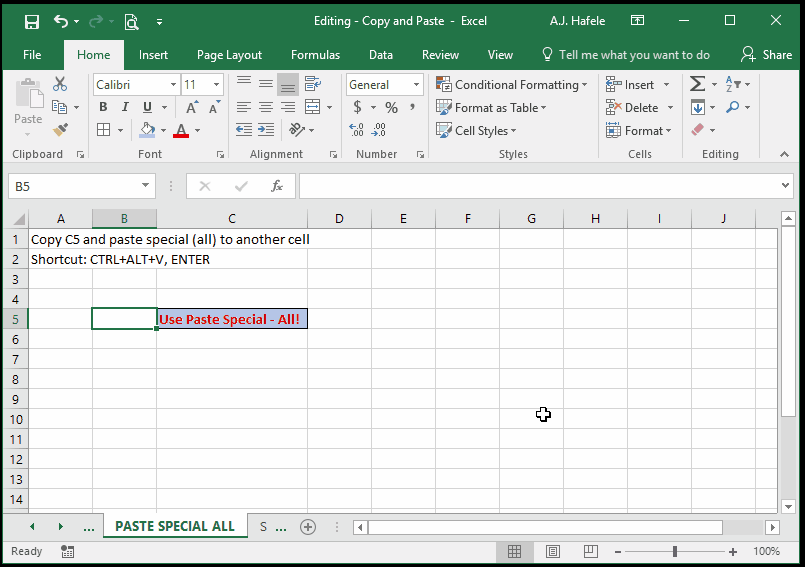 Editing - Copy and Paste - Excel A.J. Hafele
File Home Insert Page Layout Formulas Data Review View Tell me what you want to do Share
Calibri 11 General Conditional Formatting Insert
Paste B I U $ % , Format as Table Delete
A Cell Styles Format
Clipboard Font Alignment Number Styles Cells Editing
B5 fx
A B C D E F G H I J
1 Copy C5 and paste special (all) to another cell
2 Shortcut: CTRL+ALT+V, ENTER
3
4
5 Use Paste Special - All!
6
7
8
9
10
11
12
13
14
... PASTE SPECIAL ALL S ...
Ready 100%